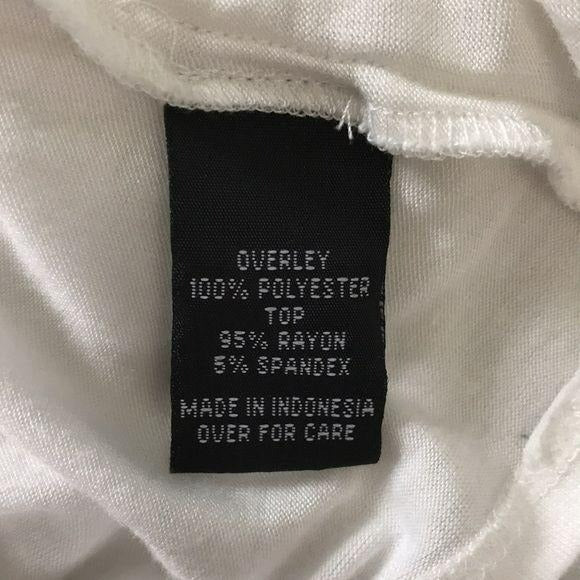 OVERLEY
100% POLYESTER
TOP
95% RAYON
5% SPANDEX
MADE IN INDONESIA
OVER FOR CARE